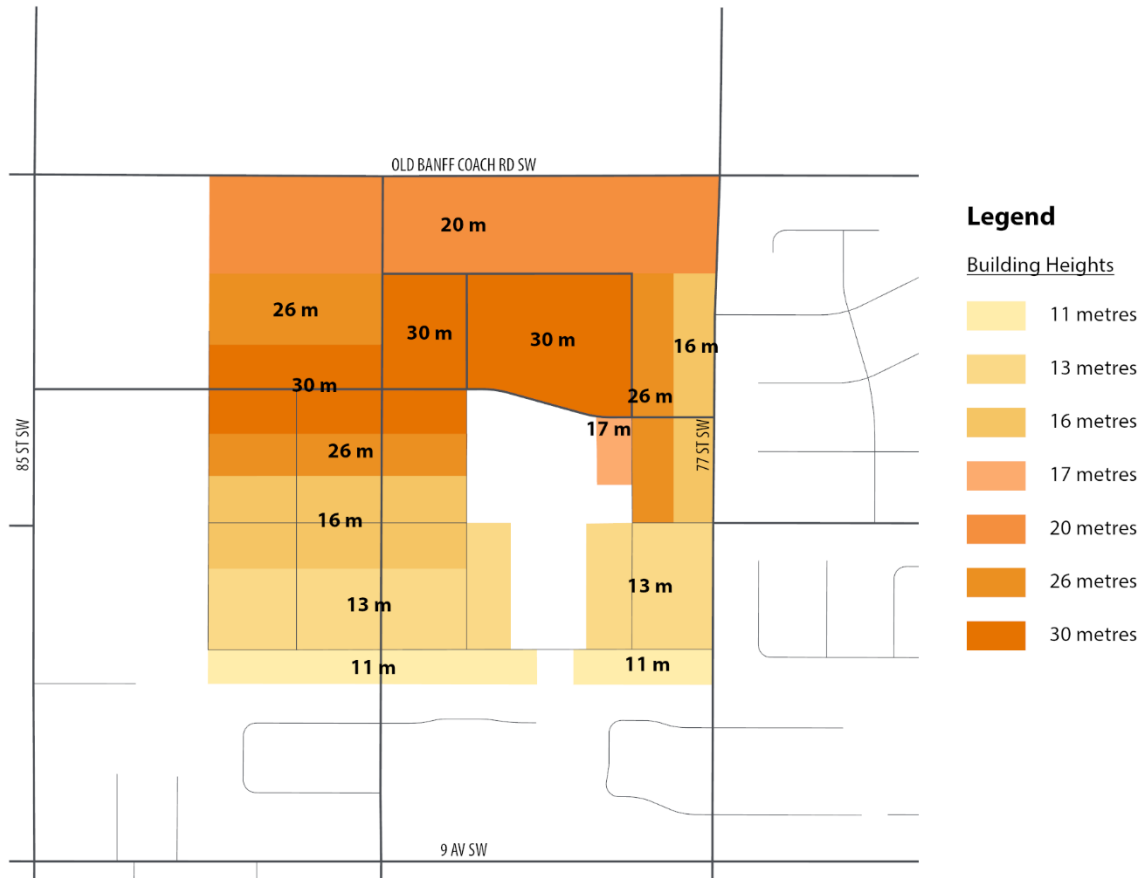 OLD BANFF COACH RD SW
20 m
26 m
30 m
30 m
16 m
30 m
26 m
17 m
85 ST SW
77 ST SW
26 m
16 m
13 m
13 m
11 m
11 m
9 AV SW
Legend
Building Heights
11 metres
13 metres
16 metres
17 metres
20 metres
26 metres
30 metres